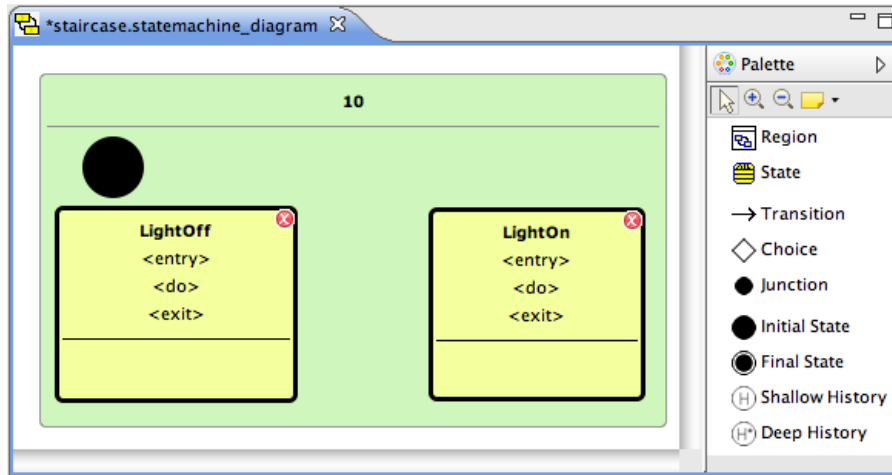 *staircase.statemachine_diagram
10
LightOff
<entry>
<do>
<exit>
LightOn
<entry>
<do>
<exit>
Palette
Region
State
Transition
Choice
Junction
Initial State
Final State
H Shallow History
H* Deep History